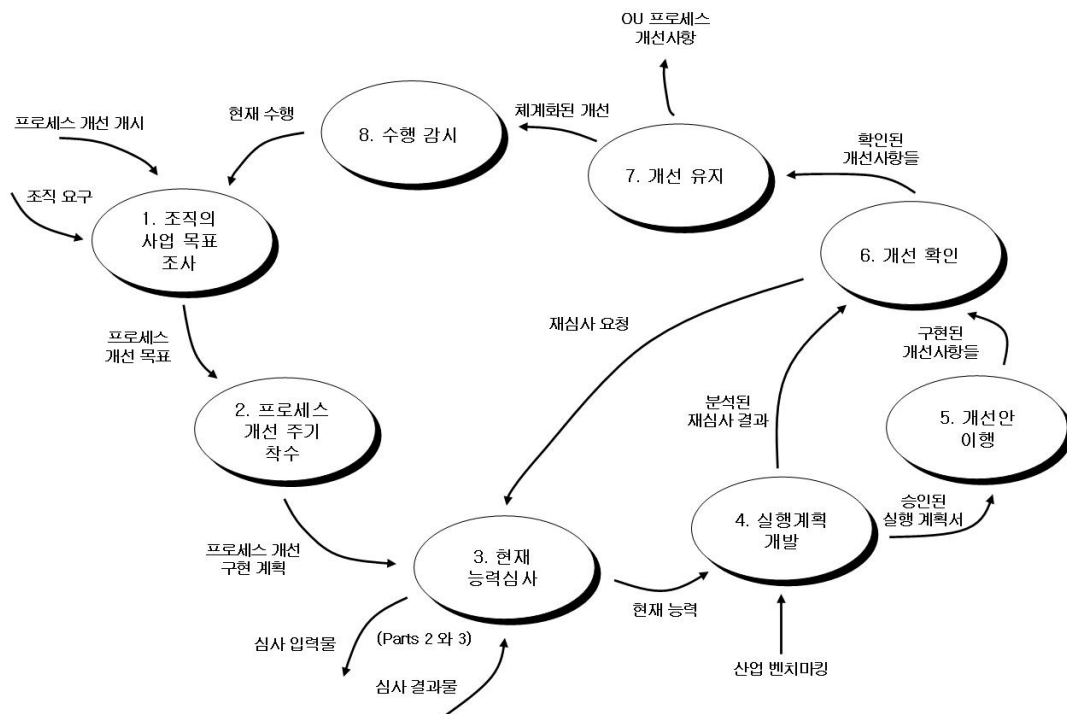 OU 프로세스
개선사항
현재 수행
체계화된 개선
프로세스 개선 개시
8. 수행 감시
확인된
개선사항들
7. 개선 유지
조직 요구
1. 조직의
사업 목표
조사
6. 개선 확인
프로세스
개선 목표
재심사 요청
구현된
개선사항들
2. 프로세스
개선 주기
착수
분석된
재심사 결과
5. 개선안
이행
승인된
실행 계획서
4. 실행계획
개발
프로세스 개선
구현 계획
3. 현재
능력심사
현재 능력
심사 입력물
(Parts 2 와 3)
산업 벤치마킹
심사 결과물